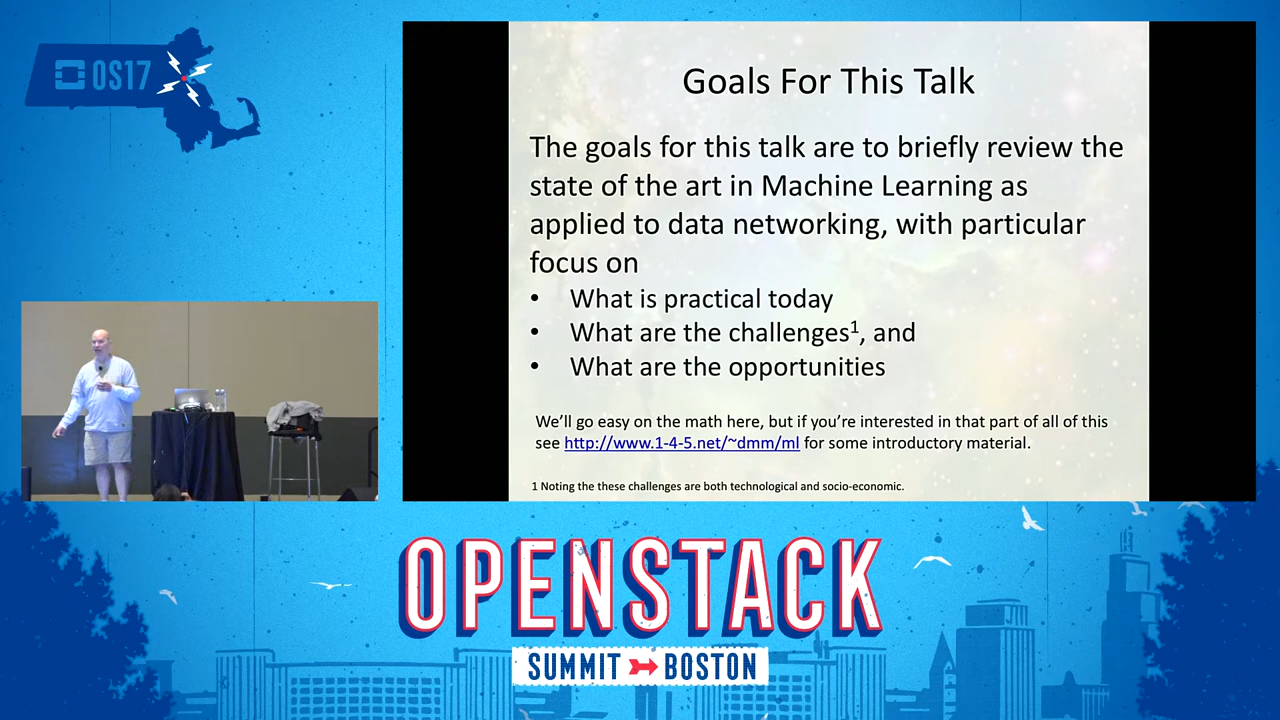 OS17
Goals For This Talk
The goals for this talk are to briefly review the
state of the art in Machine Learning as
applied to data networking, with particular
focus on
• What is practical today
• What are the challenges1, and
• What are the opportunities
We'll go easy on the math here, but if you're interested in that part of all of this
see http://www.1-4-5.net/~dmm/ml for some introductory material.
1 Noting the these challenges are both technological and socio-economic.
OPENSTACK
SUMMIT BOSTON